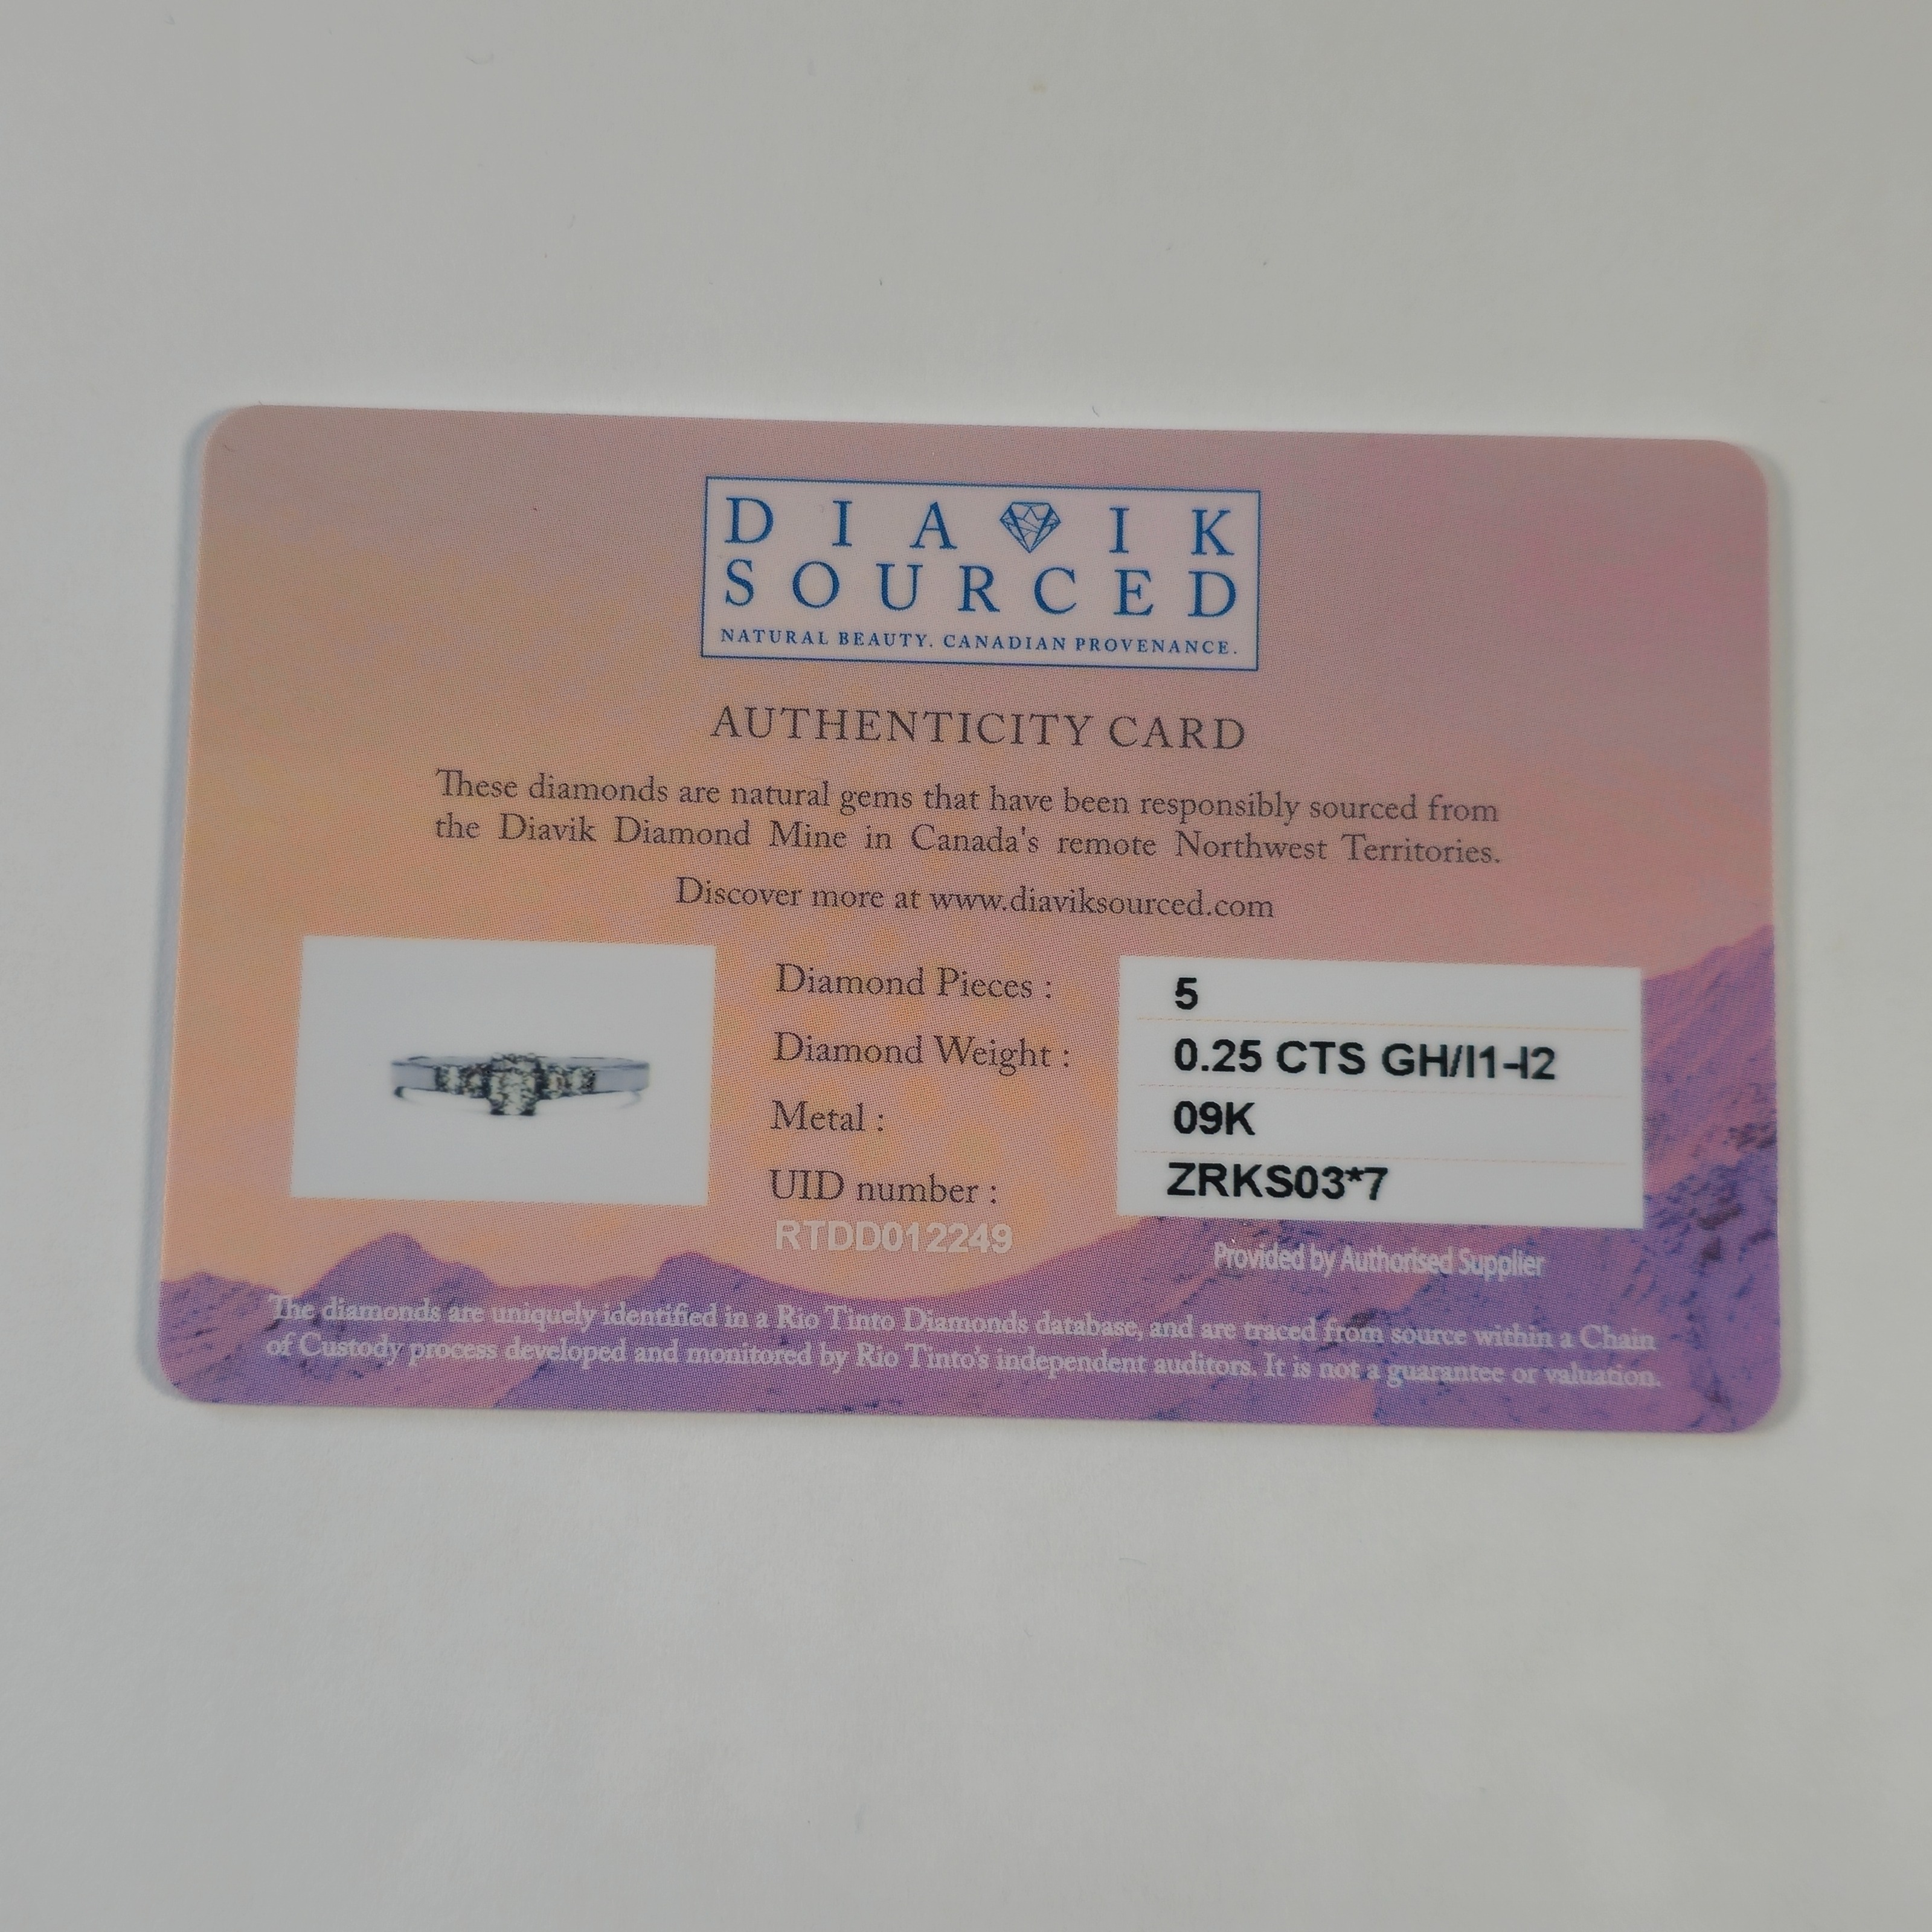 DIAVIK
SOURCED
NATURAL BEAUTY. CANADIAN PROVENANCE.
AUTHENTICITY CARD
These diamonds are natural gems that have been responsibly sourced from
the Diavik Diamond Mine in Canada's remote Northwest Territories.
Discover more at www.diaviksourced.com
Diamond Pieces : 5
Diamond Weight : 0.25 CTS GH/I1-I2
Metal : 09K
UID number : ZRKS03*7
RTDD012249
Provided by Authorised Supplier
The diamonds are uniquely identified in a Rio Tinto Diamonds database, and are traced from source within a Chain
of Custody process developed and monitored by Rio Tinto's independent auditors. It is not a guarantee or valuation.